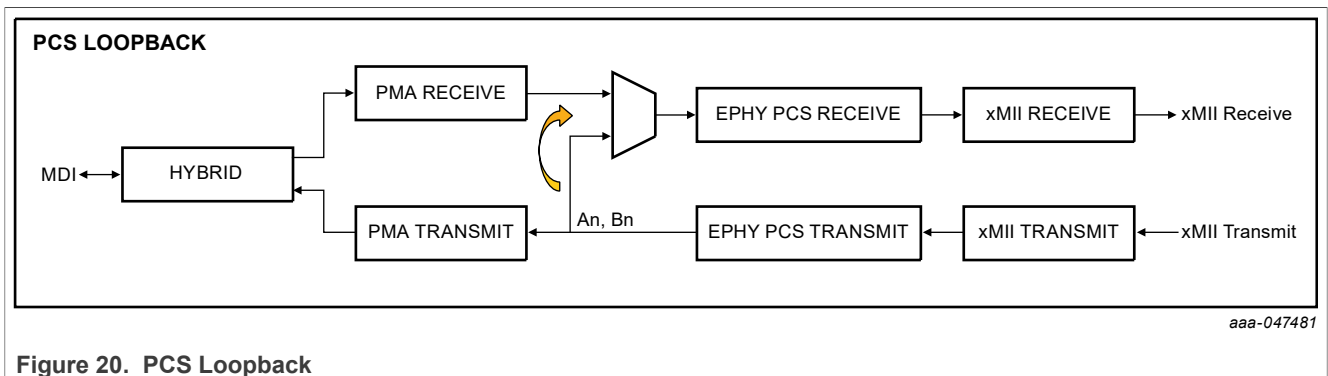 PCS LOOPBACK
PMA RECEIVE
EPHY PCS RECEIVE
xMII RECEIVE
xMII Receive
MDI
HYBRID
An, Bn
PMA TRANSMIT
EPHY PCS TRANSMIT
xMII TRANSMIT
xMII Transmit
aaa-047481
Figure 20. PCS Loopback